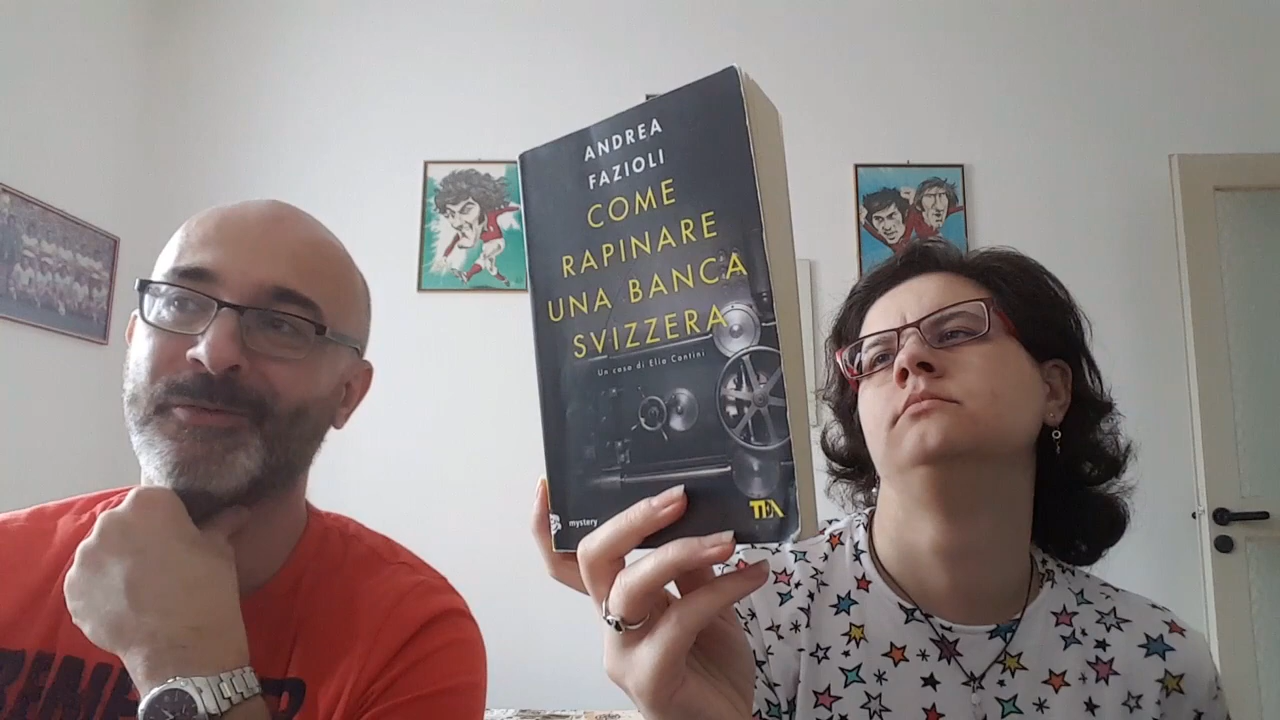 ANDREA
FAZIOLI
COME
RAPINARE
UNA BANCA
SVIZZERA
Un caso di Elia Contini
mystery
TEA